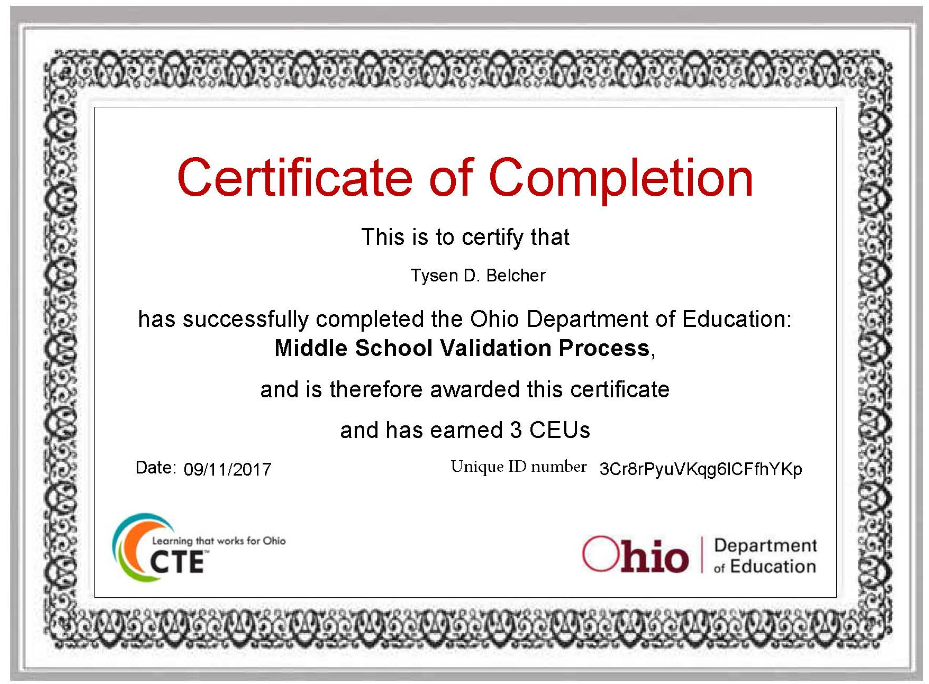 Certificate of Completion
This is to certify that
Tysen D. Belcher
has successfully completed the Ohio Department of Education:
Middle School Validation Process,
and is therefore awarded this certificate
and has earned 3 CEUs
Date: 09/11/2017 Unique ID number 3Cr8rPyuVKqg6ICFfhYKp
Learning that works for Ohio
CTE™
Ohio Department
of Education